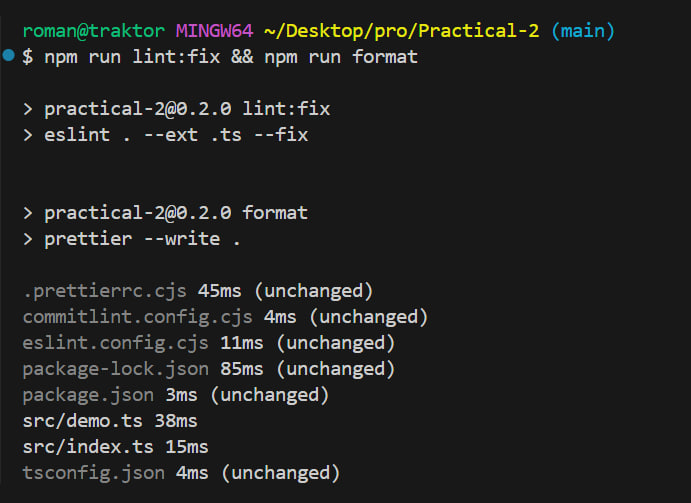 roman@traktor MINGW64 ~/Desktop/pro/Practical-2 (main)
$ npm run lint:fix && npm run format
> practical-2@0.2.0 lint:fix
> eslint . --ext .ts --fix
> practical-2@0.2.0 format
> prettier --write .
.prettierrc.cjs 45ms (unchanged)
commitlint.config.cjs 4ms (unchanged)
eslint.config.cjs 11ms (unchanged)
package-lock.json 85ms (unchanged)
package.json 3ms (unchanged)
src/demo.ts 38ms
src/index.ts 15ms
tsconfig.json 4ms (unchanged)